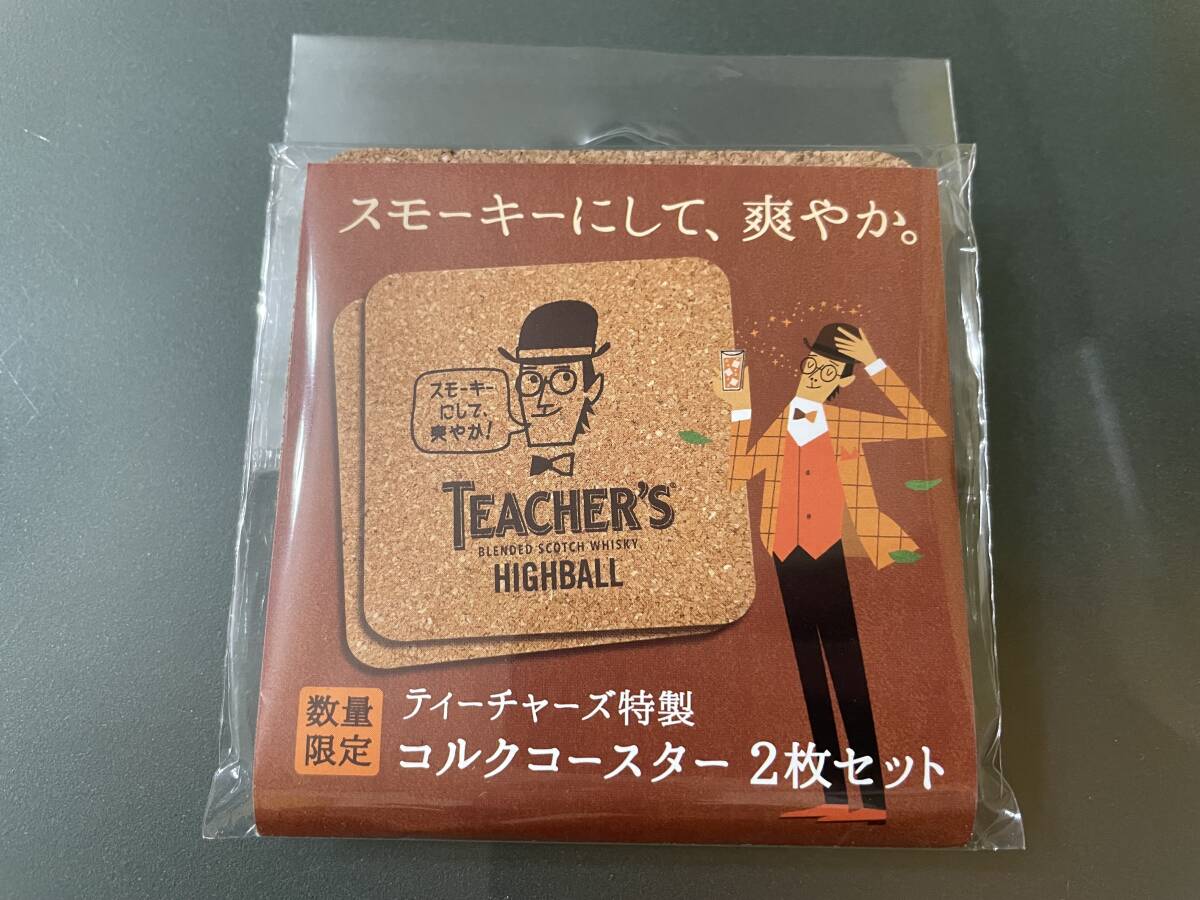 スモーキーにして、爽やか。
スモーキー
にして、
爽やか!
TEACHER'S
BLENDED SCOTCH WHISKY
HIGHBALL
数量
限定
ティーチャーズ特製
コルクコースター 2枚セット